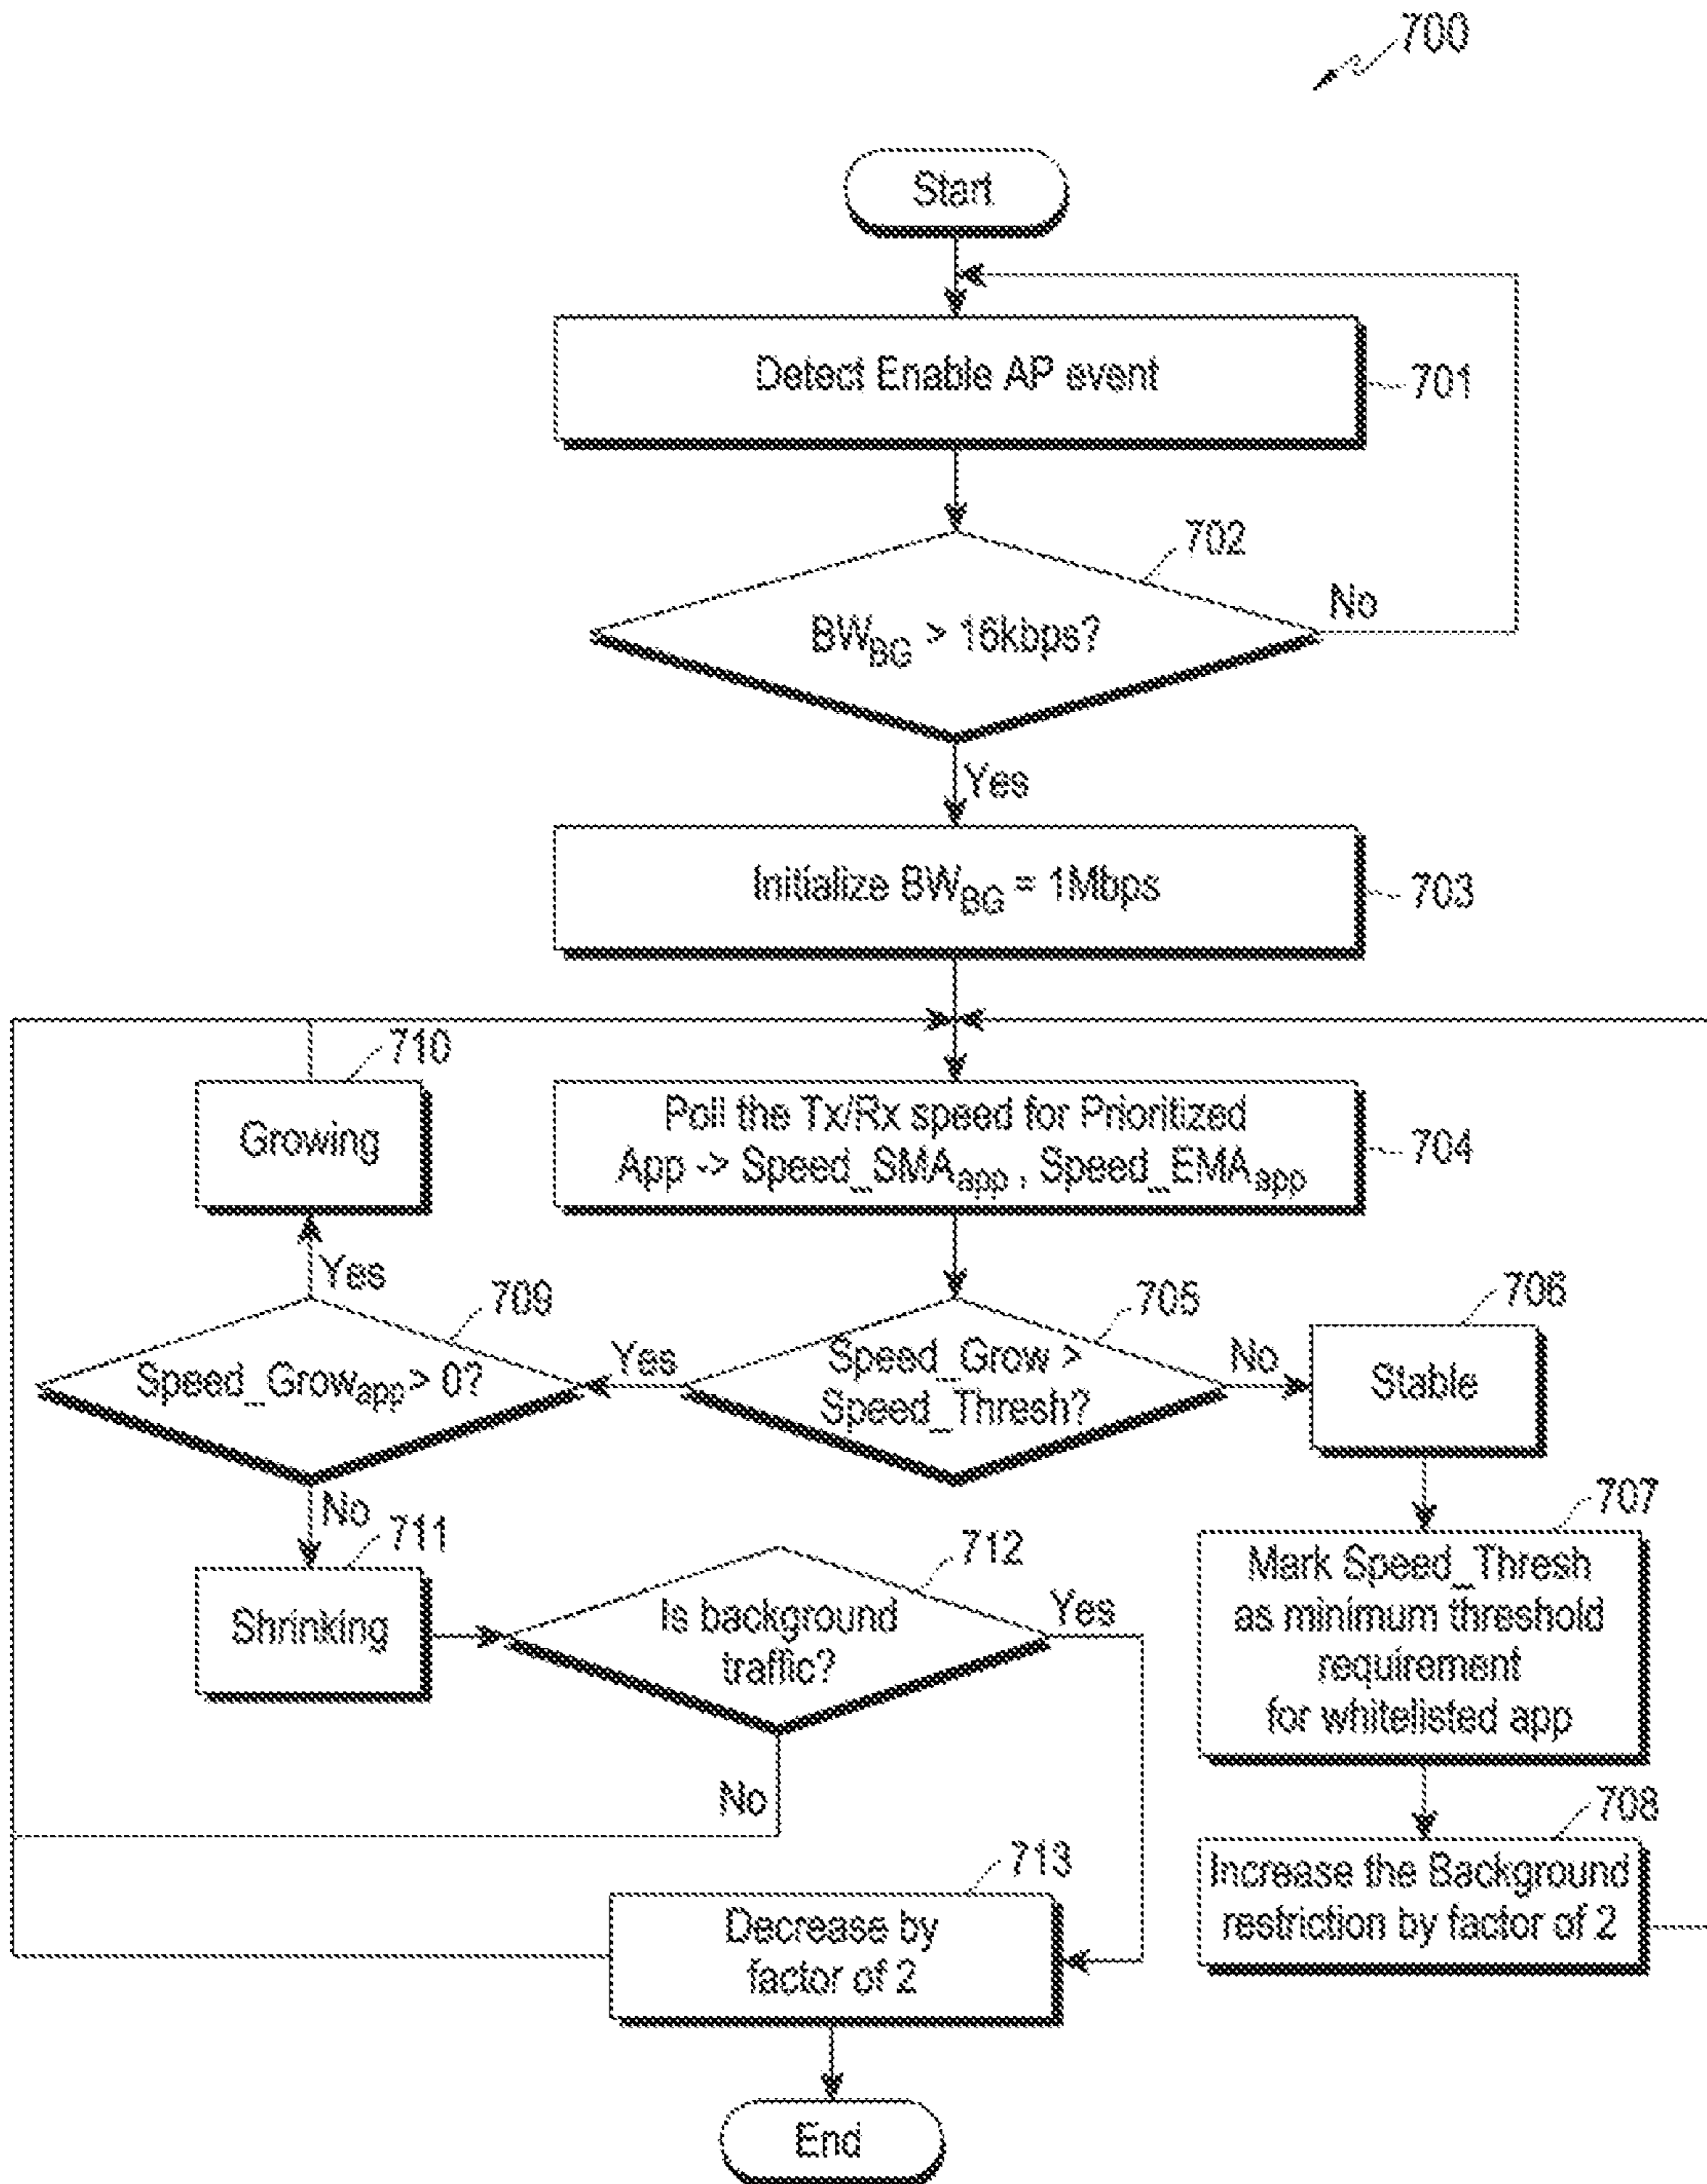 700
Start
Detect Enable AP event
701
702
BWBG > 16kbps?
No
Yes
Initialize BWBG = 1Mbps
703
710
Growing
Poll the Tx/Rx speed for Prioritized
App -> Speed_SMAapp , Speed_EMAapp
704
Yes
709
Speed_Growapp > 0?
Yes
705
Speed_Grow >
Speed_Thresh?
No
706
Stable
No
711
Shrinking
712
Is background
traffic?
Yes
No
707
Mark Speed_Thresh
as minimum threshold
requirement
for whitelisted app
708
Increase the Background
restriction by factor of 2
713
Decrease by
factor of 2
End